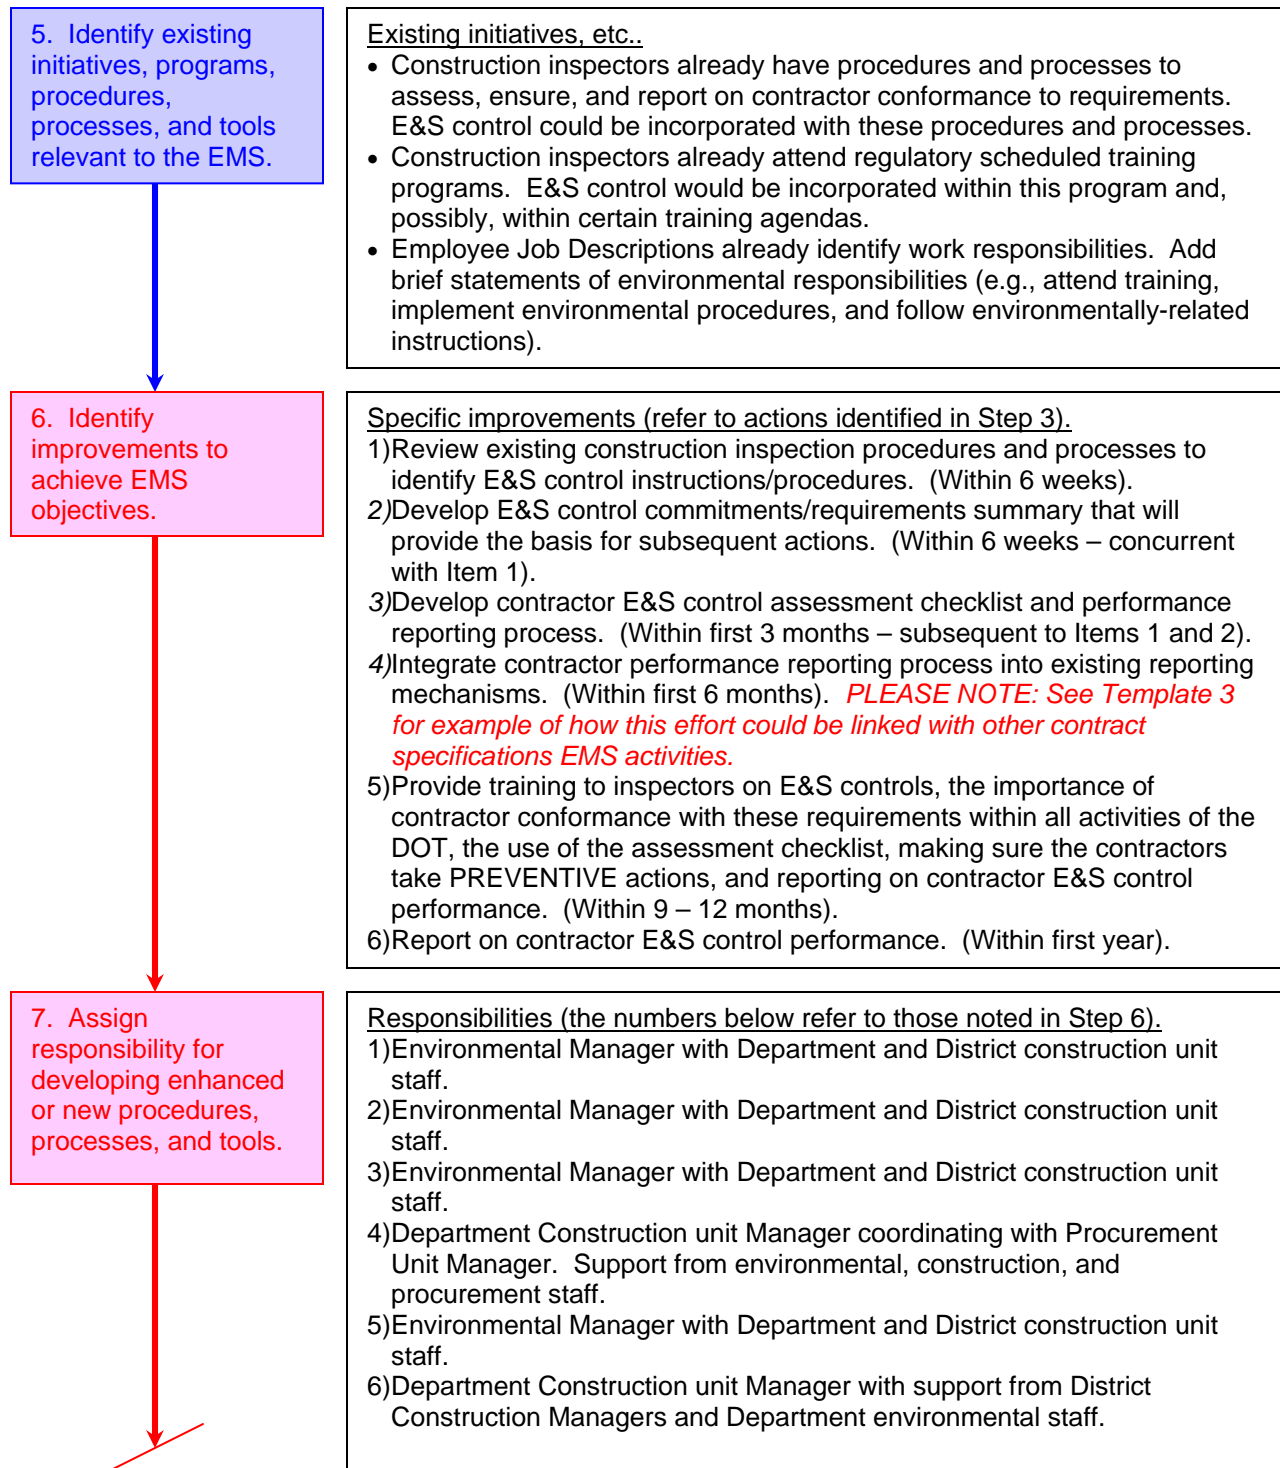 5.  Identify existing
initiatives, programs,
procedures,
processes, and tools
relevant to the EMS.
Existing initiatives, etc..
• Construction inspectors already have procedures and processes to
assess, ensure, and report on contractor conformance to requirements.
E&S control could be incorporated with these procedures and processes.
• Construction inspectors already attend regulatory scheduled training
programs.  E&S control would be incorporated within this program and,
possibly, within certain training agendas.
• Employee Job Descriptions already identify work responsibilities.  Add
brief statements of environmental responsibilities (e.g., attend training,
implement environmental procedures, and follow environmentally-related
instructions).
6.  Identify
improvements to
achieve EMS
objectives.
Specific improvements (refer to actions identified in Step 3).
1)Review existing construction inspection procedures and processes to
identify E&S control instructions/procedures.  (Within 6 weeks).
2)Develop E&S control commitments/requirements summary that will
provide the basis for subsequent actions.  (Within 6 weeks – concurrent
with Item 1).
3)Develop contractor E&S control assessment checklist and performance
reporting process.  (Within first 3 months – subsequent to Items 1 and 2).
4)Integrate contractor performance reporting process into existing reporting
mechanisms.  (Within first 6 months).  PLEASE NOTE: See Template 3
for example of how this effort could be linked with other contract
specifications EMS activities.
5)Provide training to inspectors on E&S controls, the importance of
contractor conformance with these requirements within all activities of the
DOT, the use of the assessment checklist, making sure the contractors
take PREVENTIVE actions, and reporting on contractor E&S control
performance.  (Within 9 – 12 months).
6)Report on contractor E&S control performance.  (Within first year).
7.  Assign
responsibility for
developing enhanced
or new procedures,
processes, and tools.
Responsibilities (the numbers below refer to those noted in Step 6).
1)Environmental Manager with Department and District construction unit
staff.
2)Environmental Manager with Department and District construction unit
staff.
3)Environmental Manager with Department and District construction unit
staff.
4)Department Construction unit Manager coordinating with Procurement
Unit Manager.  Support from environmental, construction, and
procurement staff.
5)Environmental Manager with Department and District construction unit
staff.
6)Department Construction unit Manager with support from District
Construction Managers and Department environmental staff.